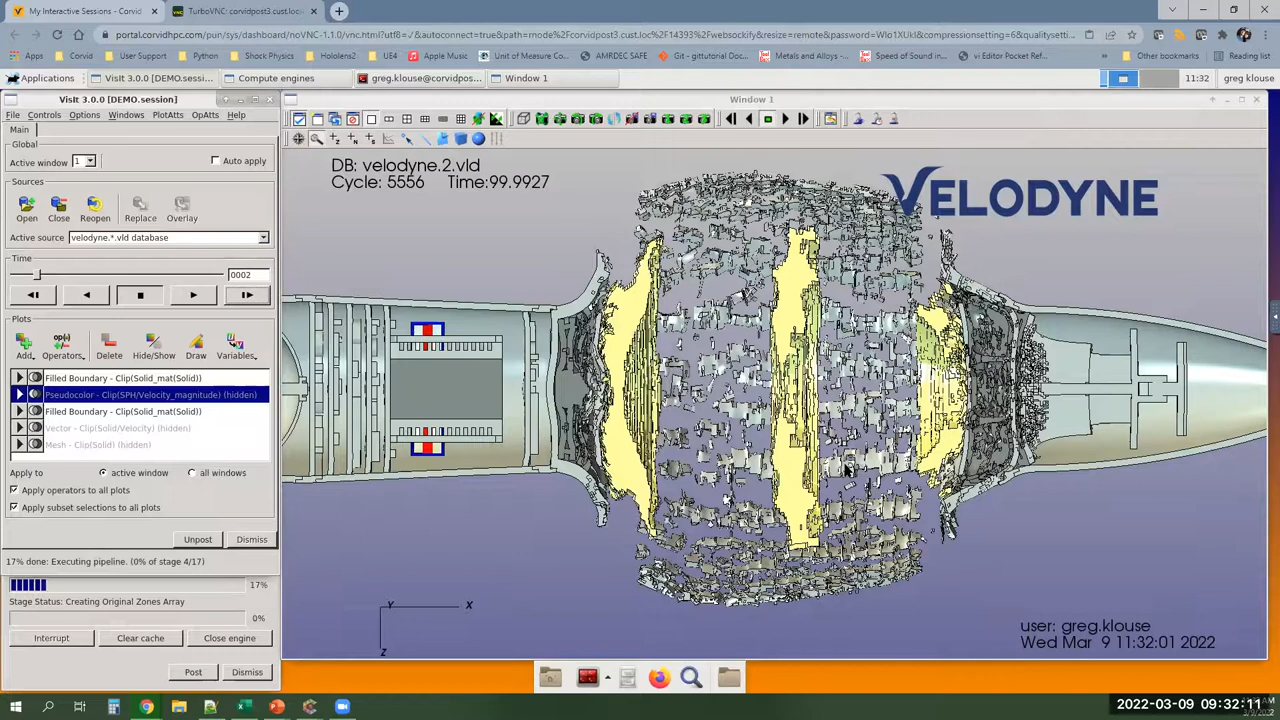 My Interactive Sessions - Corvid
TurboVNC: corvidpost3.cust.local
portal.corvidhpc.com/pun/sys/dashboard/noVNC-1.1.0/vnc.html?utf8=✓&autoconnect=true&path=mode%2Fcorvidpost3.cust.loc%2F14393%2Fwebsockify&resize=remote&password=Wlo1XUkl&compressionsetting=6&qualitysetti...
Apps
Corvid
User Support
Python
Shock Physics
Hololens2
UIUC
Apple Music
Unit of Measure Co...
AMRDEC SAFE
Git - gittutorial Do...
Metals and Alloys -...
Speed of Sound in...
vi Editor Pocket Ref...
Other bookmarks
Reading list
Applications
VisIt 3.0.0 [DEMO.sessi...
Compute engines
greg.klouse@corvidpos...
Window 1
11:32
greg klouse
VisIt 3.0.0 [DEMO.session]
Window 1
File Controls Options Windows PlotAtts OpAtts Help
Main
Global
Active window 1
Auto apply
Sources
Open Close Reopen Replace Overlay
Active source velodyne.*.vld database
Time
0002
Plots
Add Operators Delete Hide/Show Draw Variables
Filled Boundary - Clip(Solid_mat(Solid))
Pseudocolor - Clip(SPH/Velocity_magnitude) (hidden)
Filled Boundary - Clip(Solid_mat(Solid))
Vector - Clip(Solid/Velocity) (hidden)
Mesh - Clip(Solid) (hidden)
Apply to active window all windows
Apply operators to all plots
Apply subset selections to all plots
Unpost Dismiss
17% done: Executing pipeline. (0% of stage 4/17)
17%
Stage Status: Creating Original Zones Array
0%
Interrupt Clear cache Close engine
Post Dismiss
DB: velodyne.2.vld
Cycle: 5556 Time:99.9927
VELODYNE
Y X
Z
user: greg.klouse
Wed Mar 9 11:32:01 2022
2022-03-09 09:32:11